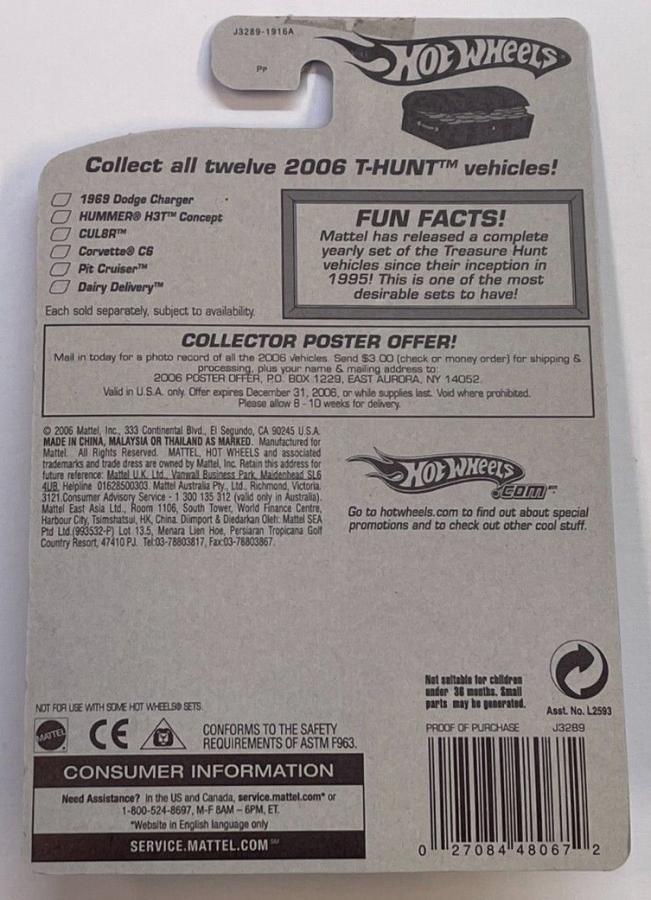 J3289-1916A
PP
HOT WHEELS
Collect all twelve 2006 T-HUNT™ vehicles!
1969 Dodge Charger
HUMMER® H3T™ Concept
CUL8R™
Corvette® C6
Pit Cruiser™
Dairy Delivery™
Each sold separately, subject to availability.
FUN FACTS!
Mattel has released a complete
yearly set of the Treasure Hunt
vehicles since their inception in
1995! This is one of the most
desirable sets to have!
COLLECTOR POSTER OFFER!
Mail in today for a photo record of all the 2006 Vehicles. Send $3.00 (check or money order) for shipping &
processing, plus your name & mailing address to:
2006 POSTER OFFER, P.O. BOX 1229, EAST AURORA, NY 14052.
Valid in U.S.A. only. Offer expires December 31, 2006, or while supplies last. Void where prohibited.
Please allow 8 - 10 weeks for delivery.
© 2006 Mattel, Inc., 333 Continental Blvd., El Segundo, CA 90245 U.S.A.
MADE IN CHINA, MALAYSIA OR THAILAND AS MARKED. Manufactured for
Mattel. All Rights Reserved. MATTEL, HOT WHEELS and associated
trademarks and trade dress are owned by Mattel, Inc. Retain this address for
future reference: Mattel U.K. Ltd., Vanwall Business Park, Maidenhead SL6
4UB. Helpline 01628500303. Mattel Australia Pty., Ltd., Richmond, Victoria.
3121.Consumer Advisory Service - 1 300 135 312 (valid only in Australia).
Mattel East Asia Ltd., Room 1106, South Tower, World Finance Centre,
Harbour City, Tsimshatsui, HK, China. Diimport & Diedarkan Oleh: Mattel SEA
Ptd Ltd.(993532-P) Lot 13.5, Menara Lien Hoe, Persiaran Tropicana Golf
Country Resort, 47410 PJ. Tel:03-78803817, Fax:03-78803867.
HOT WHEELS
.COM™
Go to hotwheels.com to find out about special
promotions and to check out other cool stuff.
NOT FOR USE WITH SOME HOT WHEELS® SETS.
MATTEL
CE
CONFORMS TO THE SAFETY
REQUIREMENTS OF ASTM F963.
CONSUMER INFORMATION
Need Assistance? In the US and Canada, service.mattel.com* or
1-800-524-8697, M-F 8AM – 6PM, ET.
*Website in English language only
SERVICE.MATTEL.COM℠
Not suitable for children
under 36 months. Small
parts may be generated.
Asst. No. L2593
PROOF OF PURCHASE J3289
0 27084 48067 2